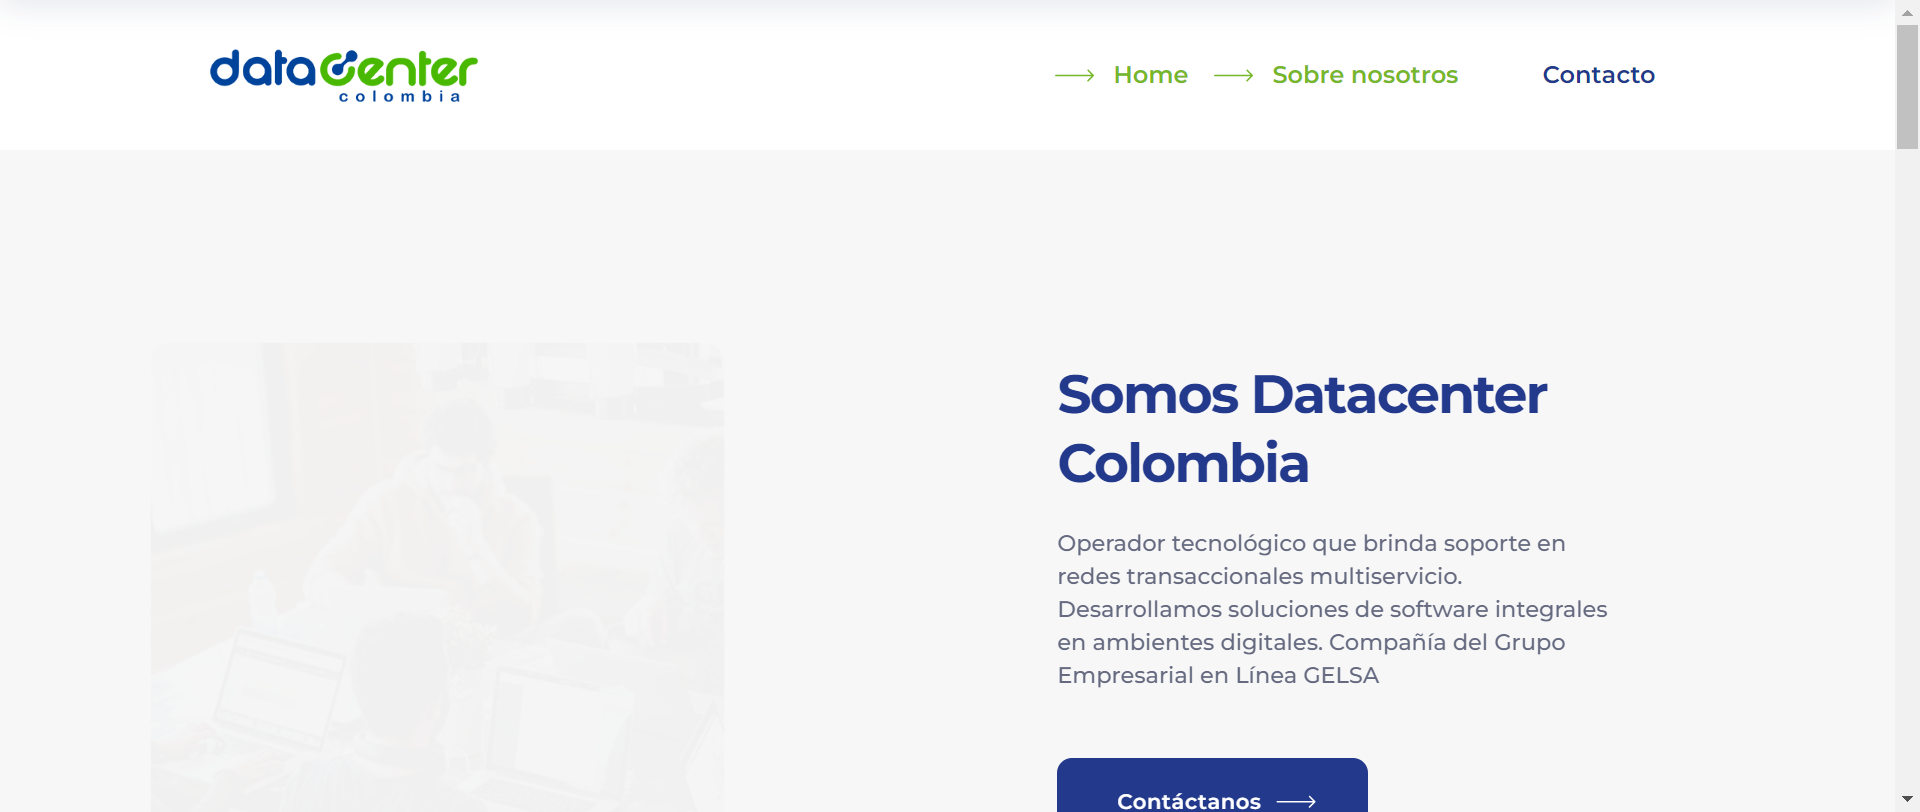 datacenter
colombia
Home
Sobre nosotros
Contacto
Somos Datacenter
Colombia
Operador tecnológico que brinda soporte en
redes transaccionales multiservicio.
Desarrollamos soluciones de software integrales
en ambientes digitales. Compañía del Grupo
Empresarial en Línea GELSA
Contáctanos